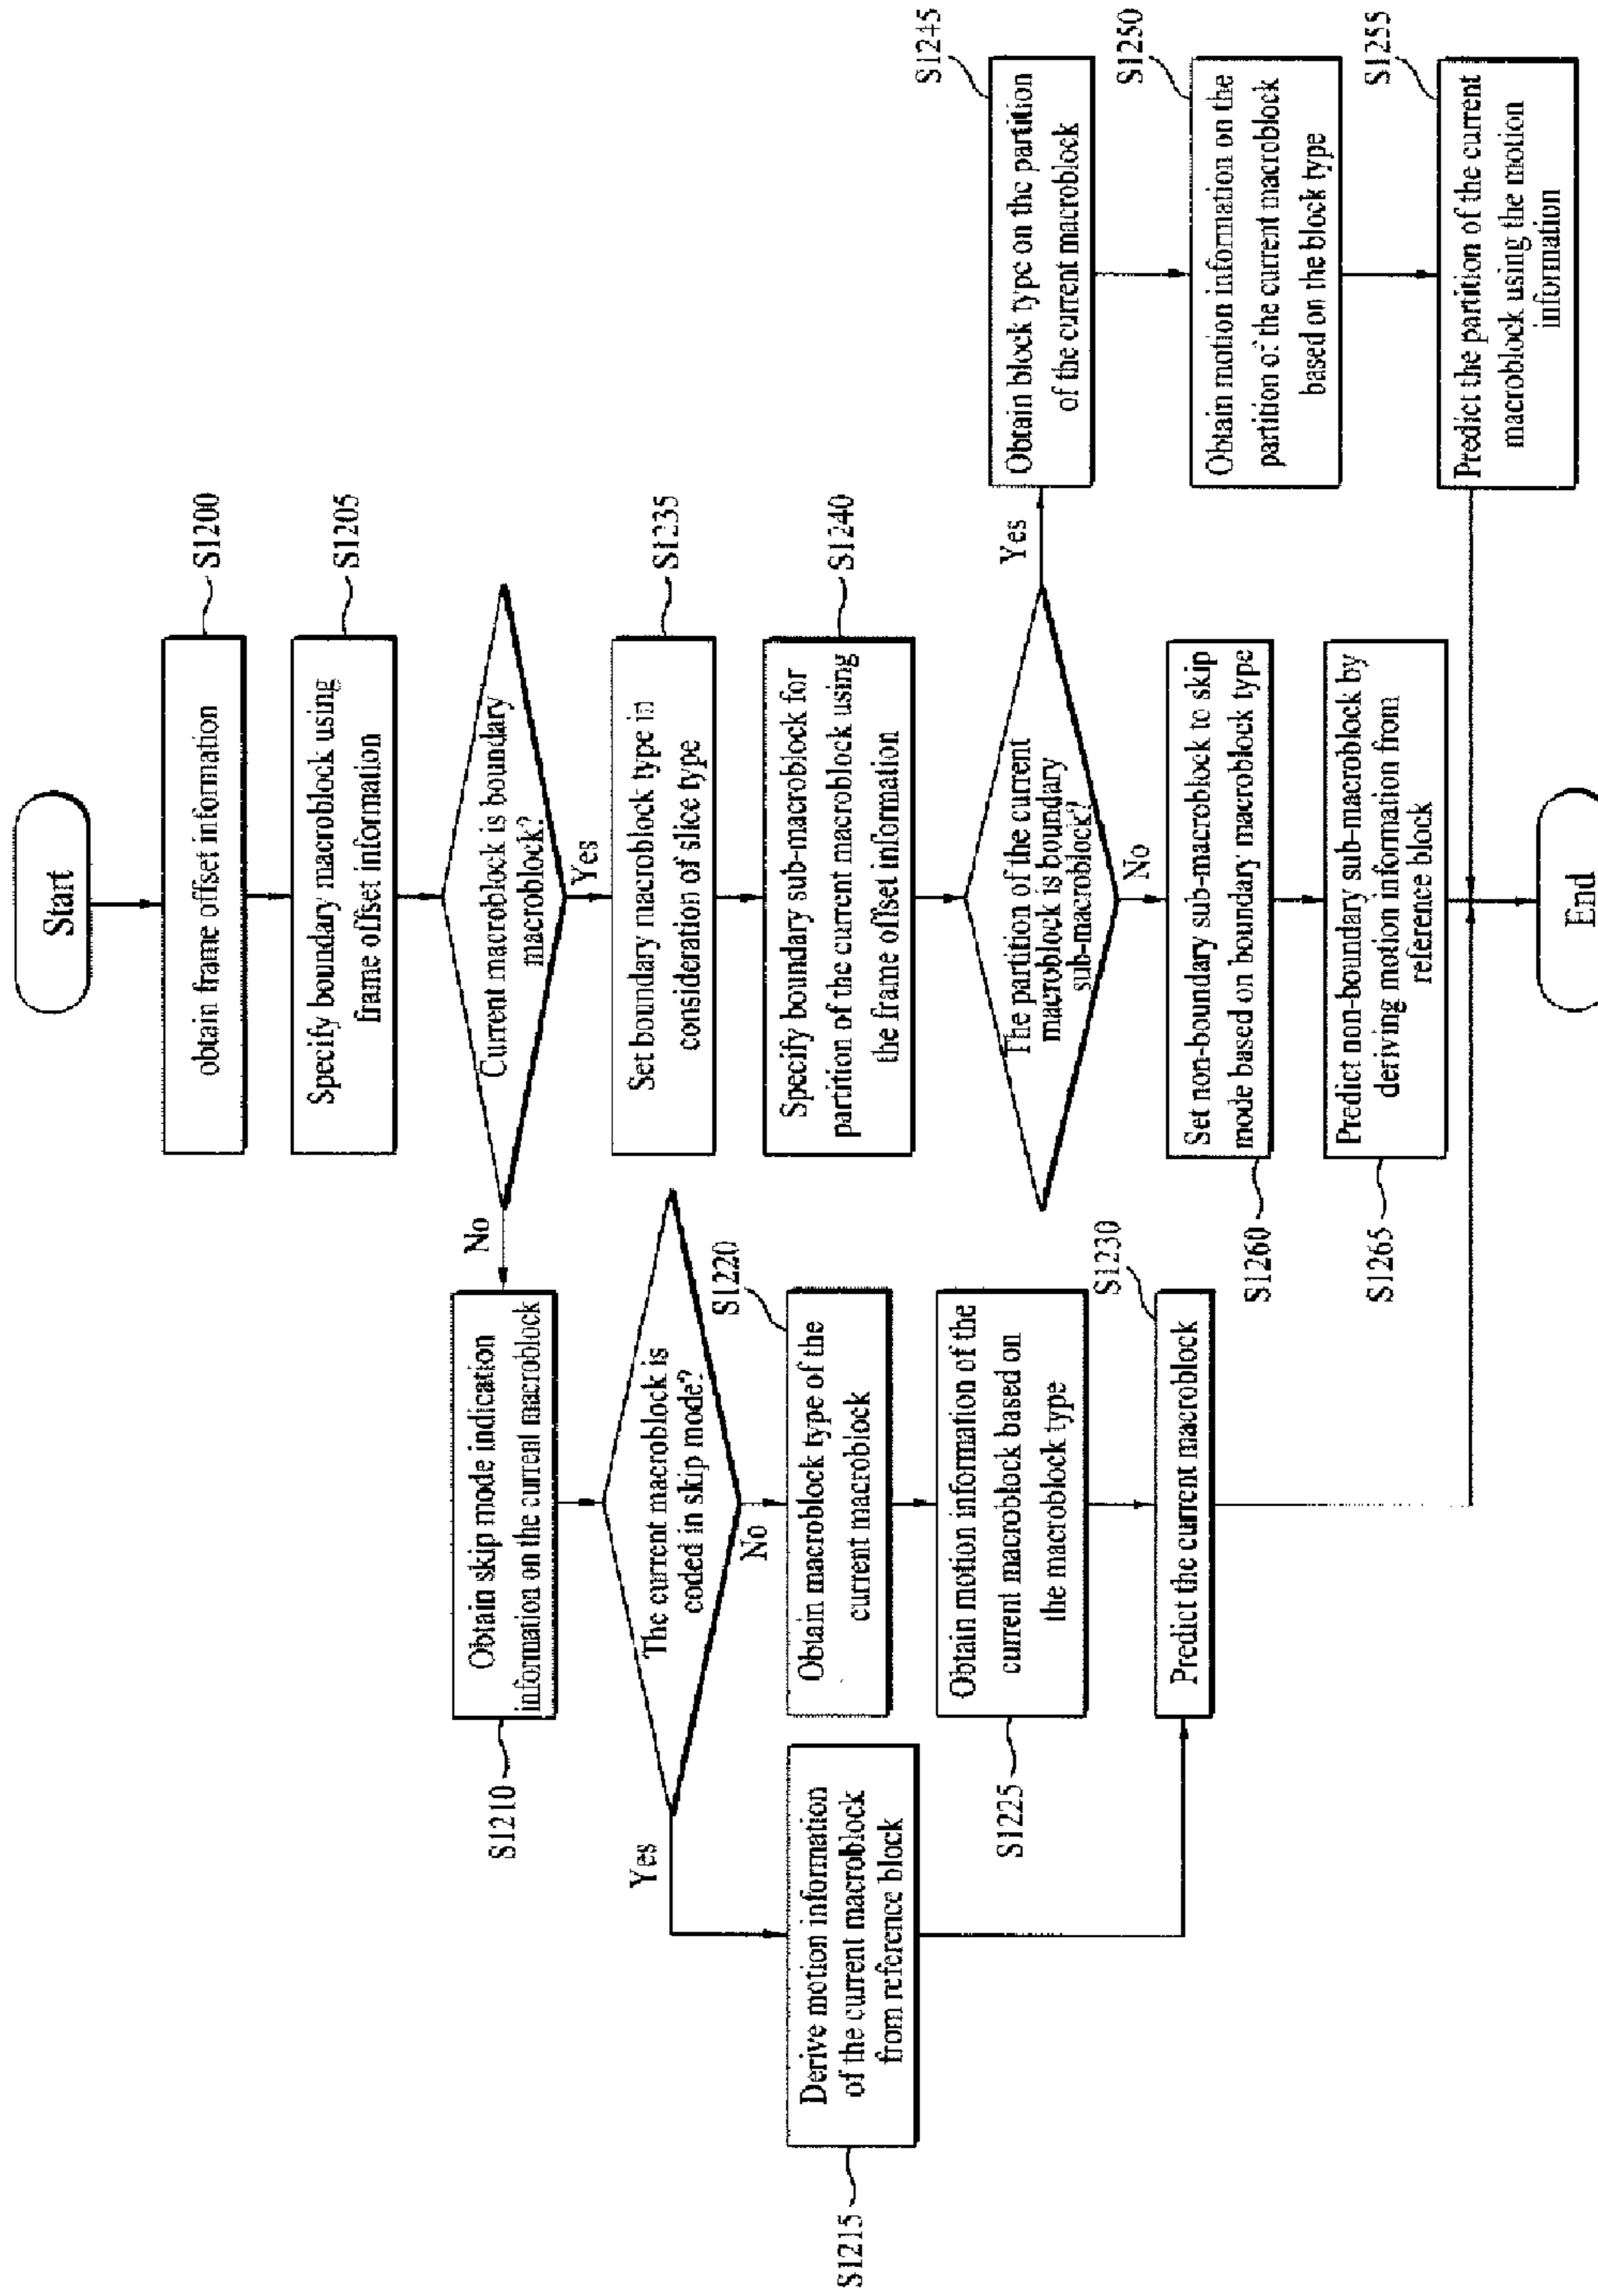 Start
obtain frame offset information
S1200
Specify boundary macroblock using
frame offset information
S1205
Current macroblock is boundary
macroblock?
No
Yes
Obtain skip mode indication
information on the current macroblock
S1210
The current macroblock is
coded in skip mode?
Yes
No
Derive motion information
of the current macroblock
from reference block
S1215
Obtain macroblock type of the
current macroblock
S1220
Obtain motion information of the
current macroblock based on
the macroblock type
S1225
Predict the current macroblock
S1230
Set boundary macroblock type in
consideration of slice type
S1235
Specify boundary sub-macroblock for
partition of the current macroblock using
the frame offset information
S1240
The partition of the current
macroblock is boundary
sub-macroblock?
Yes
No
Obtain block type on the partition
of the current macroblock
S1245
Obtain motion information on the
partition of the current macroblock
based on the block type
S1250
Predict the partition of the current
macroblock using the motion
information
S1255
Set non-boundary sub-macroblock to skip
mode based on boundary macroblock type
S1260
Predict non-boundary sub-macroblock by
deriving motion information from
reference block
S1265
End